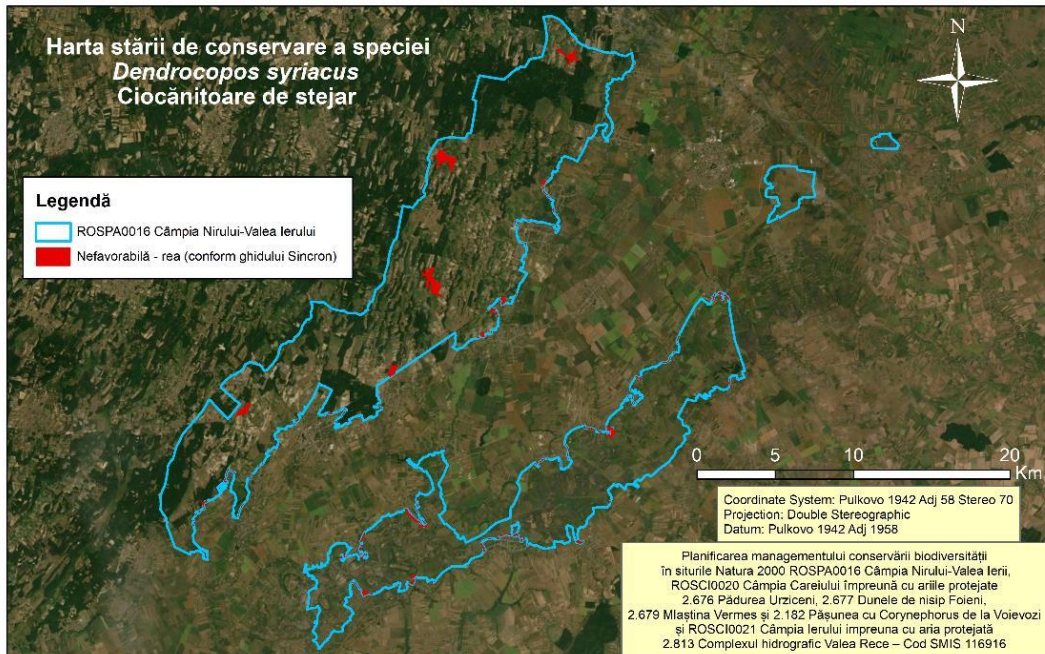 Harta stării de conservare a speciei
Dendrocopos syriacus
Ciocănitoare de stejar
N
Legendă
ROSPA0016 Câmpia Nirului-Valea Ierului
Nefavorabilă - rea (conform ghidului Sincron)
0 5 10 20
Km
Coordinate System: Pulkovo 1942 Adj 58 Stereo 70
Projection: Double Stereographic
Datum: Pulkovo 1942 Adj 1958
Planificarea managementului conservării biodiversității
în siturile Natura 2000 ROSPA0016 Câmpia Nirului-Valea Ierii,
ROSCI0020 Câmpia Careiului împreună cu ariile protejate
2.676 Pădurea Urziceni, 2.677 Dunele de nisip Foieni,
2.679 Mlaștina Vermes și 2.182 Pășunea cu Corynephorus de la Voievozi
și ROSCI0021 Câmpia Ierului impreuna cu aria protejată
2.813 Complexul hidrografic Valea Rece – Cod SMIS 116916